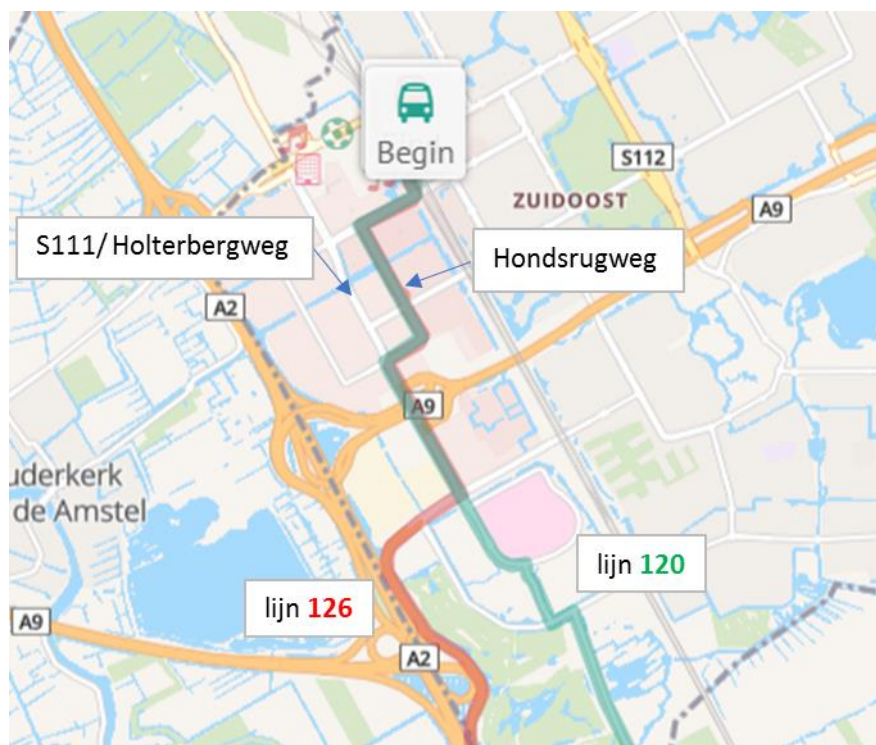 Begin
S112
ZUIDOOST
A9
S111/ Holterbergweg
Hondsrugweg
A2
A9
uderkerk
de Amstel
lijn 120
lijn 126
A9
A2